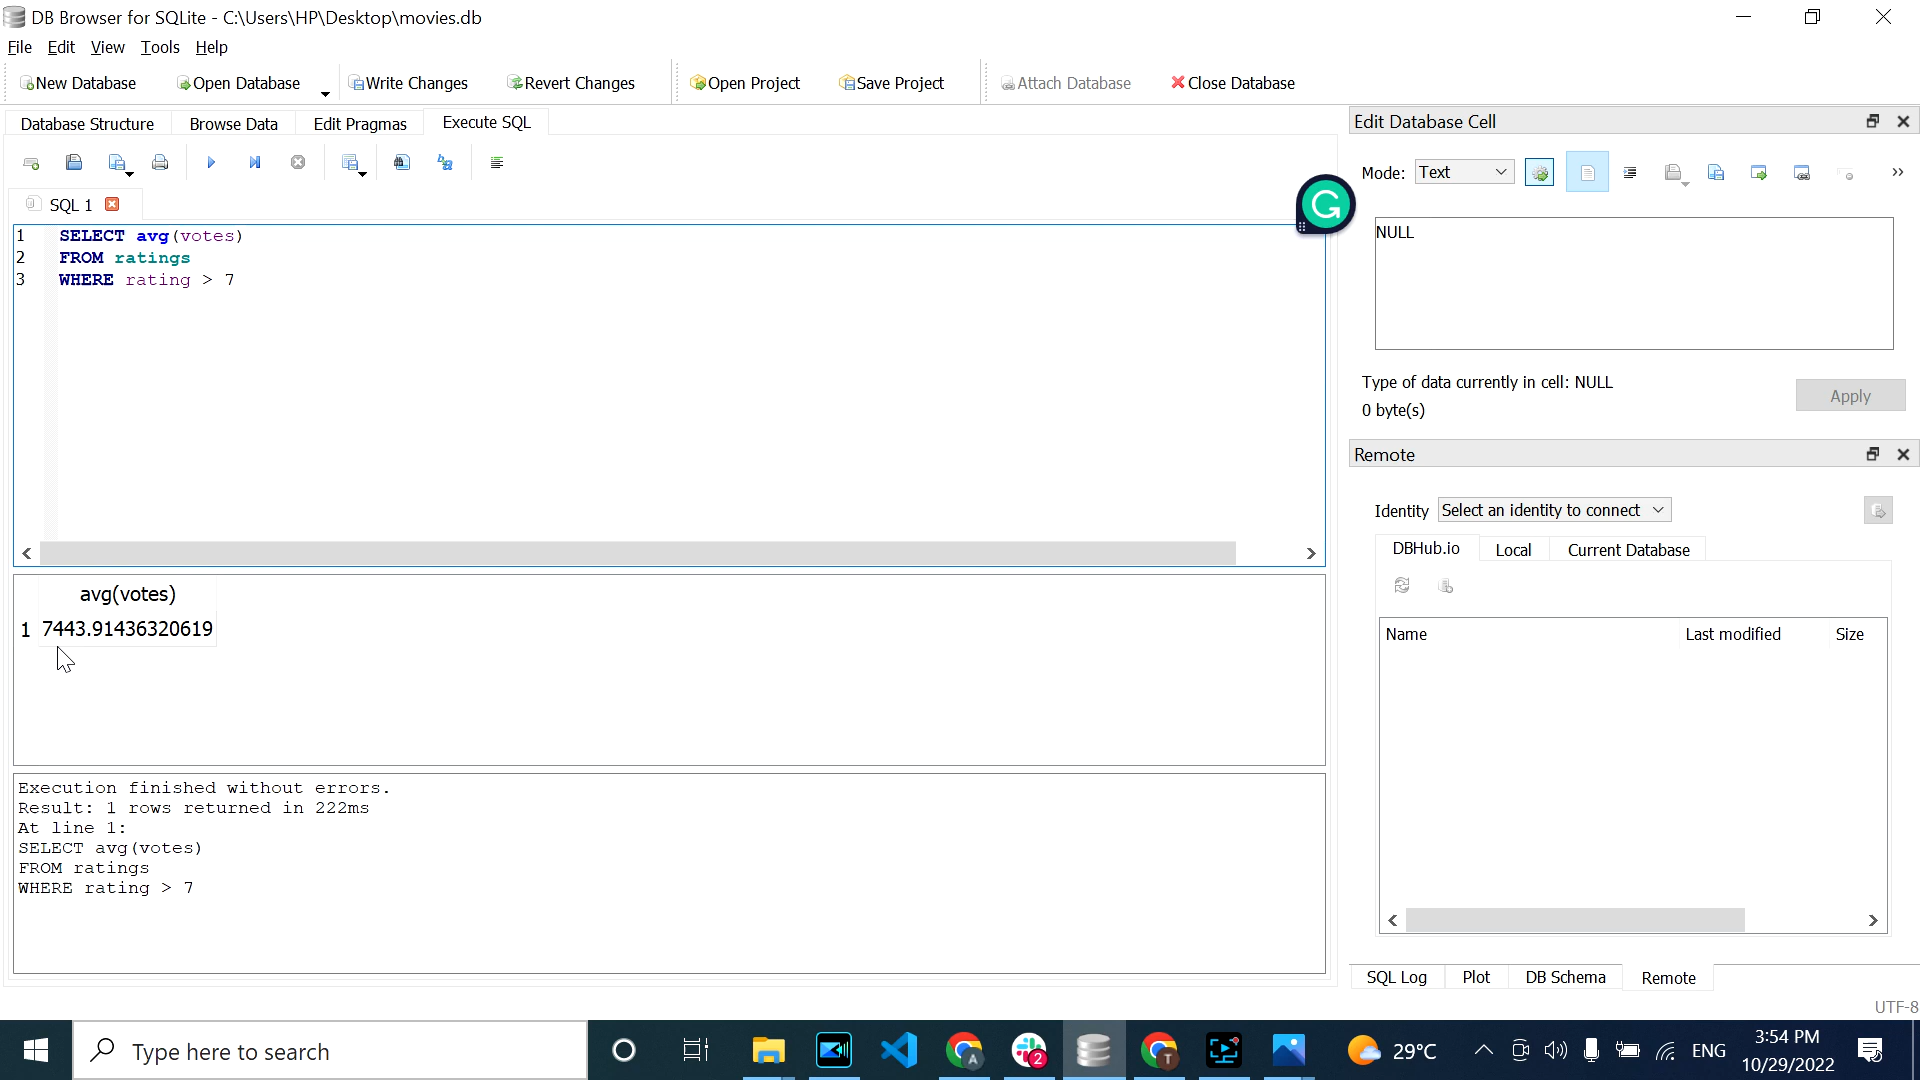 DB Browser for SQLite - C:\Users\HP\Desktop\movies.db
File Edit View Tools Help
New Database Open Database Write Changes Revert Changes Open Project Save Project Attach Database Close Database
Database Structure Browse Data Edit Pragmas Execute SQL
SQL 1
1 SELECT avg(votes)
2 FROM ratings
3 WHERE rating > 7
avg(votes)
1 7443.91436320619
Execution finished without errors.
Result: 1 rows returned in 222ms
At line 1:
SELECT avg(votes)
FROM ratings
WHERE rating > 7
Edit Database Cell
Mode: Text
NULL
Type of data currently in cell: NULL
0 byte(s)
Apply
Remote
Identity Select an identity to connect
DBHub.io Local Current Database
Name Last modified Size
SQL Log Plot DB Schema Remote
UTF-8
Type here to search
A
2
T
29°C
ENG
3:54 PM
10/29/2022